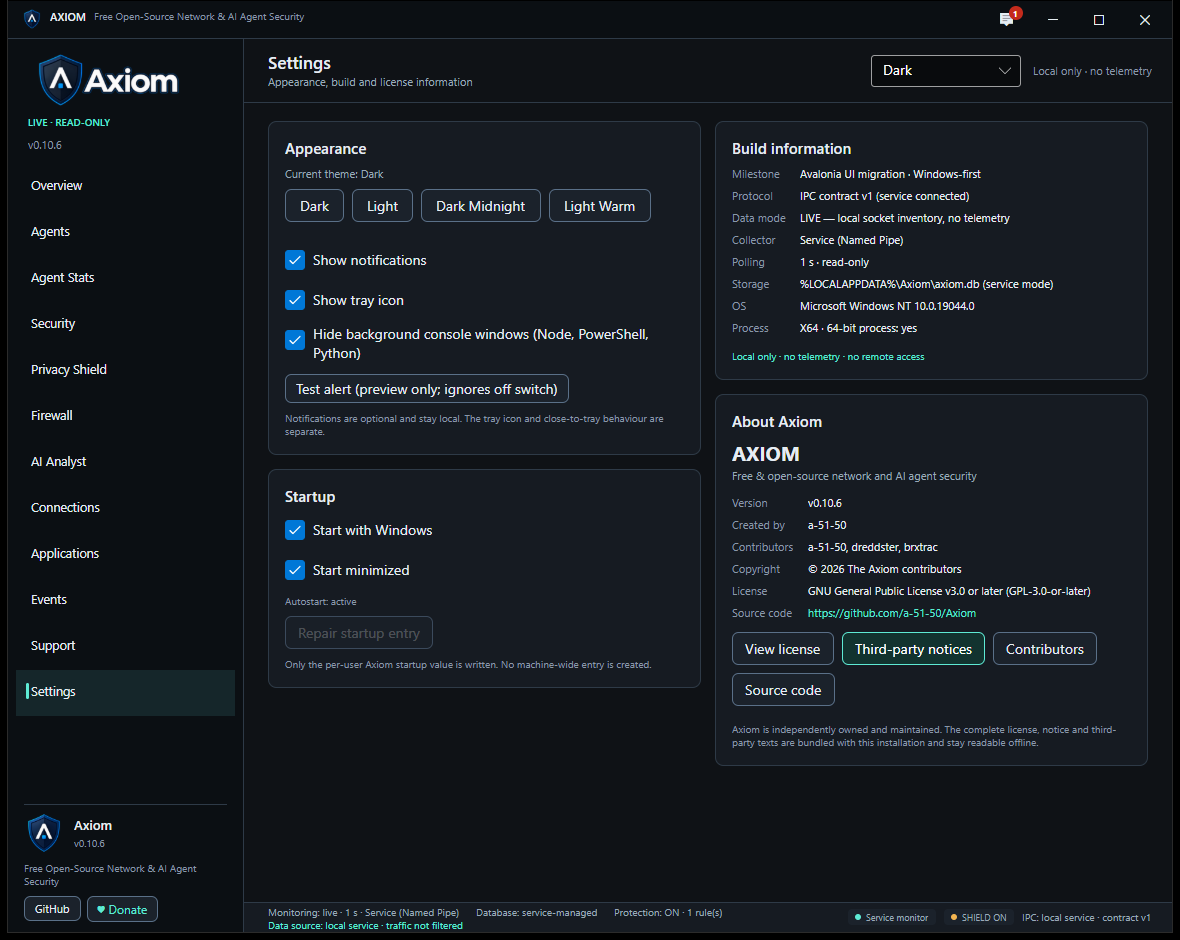 AXIOM Free Open-Source Network & AI Agent Security
1
Axiom
LIVE · READ-ONLY
v0.10.6
Overview
Agents
Agent Stats
Security
Privacy Shield
Firewall
AI Analyst
Connections
Applications
Events
Support
Settings
Axiom
v0.10.6
Free Open-Source Network & AI Agent
Security
GitHub
Donate
Settings
Appearance, build and license information
Dark
Local only · no telemetry
Appearance
Current theme: Dark
Dark
Light
Dark Midnight
Light Warm
Show notifications
Show tray icon
Hide background console windows (Node, PowerShell,
Python)
Test alert (preview only; ignores off switch)
Notifications are optional and stay local. The tray icon and close-to-tray behaviour are
separate.
Startup
Start with Windows
Start minimized
Autostart: active
Repair startup entry
Only the per-user Axiom startup value is written. No machine-wide entry is created.
Build information
Milestone Avalonia UI migration · Windows-first
Protocol IPC contract v1 (service connected)
Data mode LIVE — local socket inventory, no telemetry
Collector Service (Named Pipe)
Polling 1 s · read-only
Storage %LOCALAPPDATA%\Axiom\axiom.db (service mode)
OS Microsoft Windows NT 10.0.19044.0
Process X64 · 64-bit process: yes
Local only · no telemetry · no remote access
About Axiom
AXIOM
Free & open-source network and AI agent security
Version v0.10.6
Created by a-51-50
Contributors a-51-50, dreddster, brxtrac
Copyright © 2026 The Axiom contributors
License GNU General Public License v3.0 or later (GPL-3.0-or-later)
Source code https://github.com/a-51-50/Axiom
View license
Third-party notices
Contributors
Source code
Axiom is independently owned and maintained. The complete license, notice and third-
party texts are bundled with this installation and stay readable offline.
Monitoring: live · 1 s · Service (Named Pipe) Database: service-managed Protection: ON · 1 rule(s)
Data source: local service · traffic not filtered
Service monitor
SHIELD ON
IPC: local service · contract v1